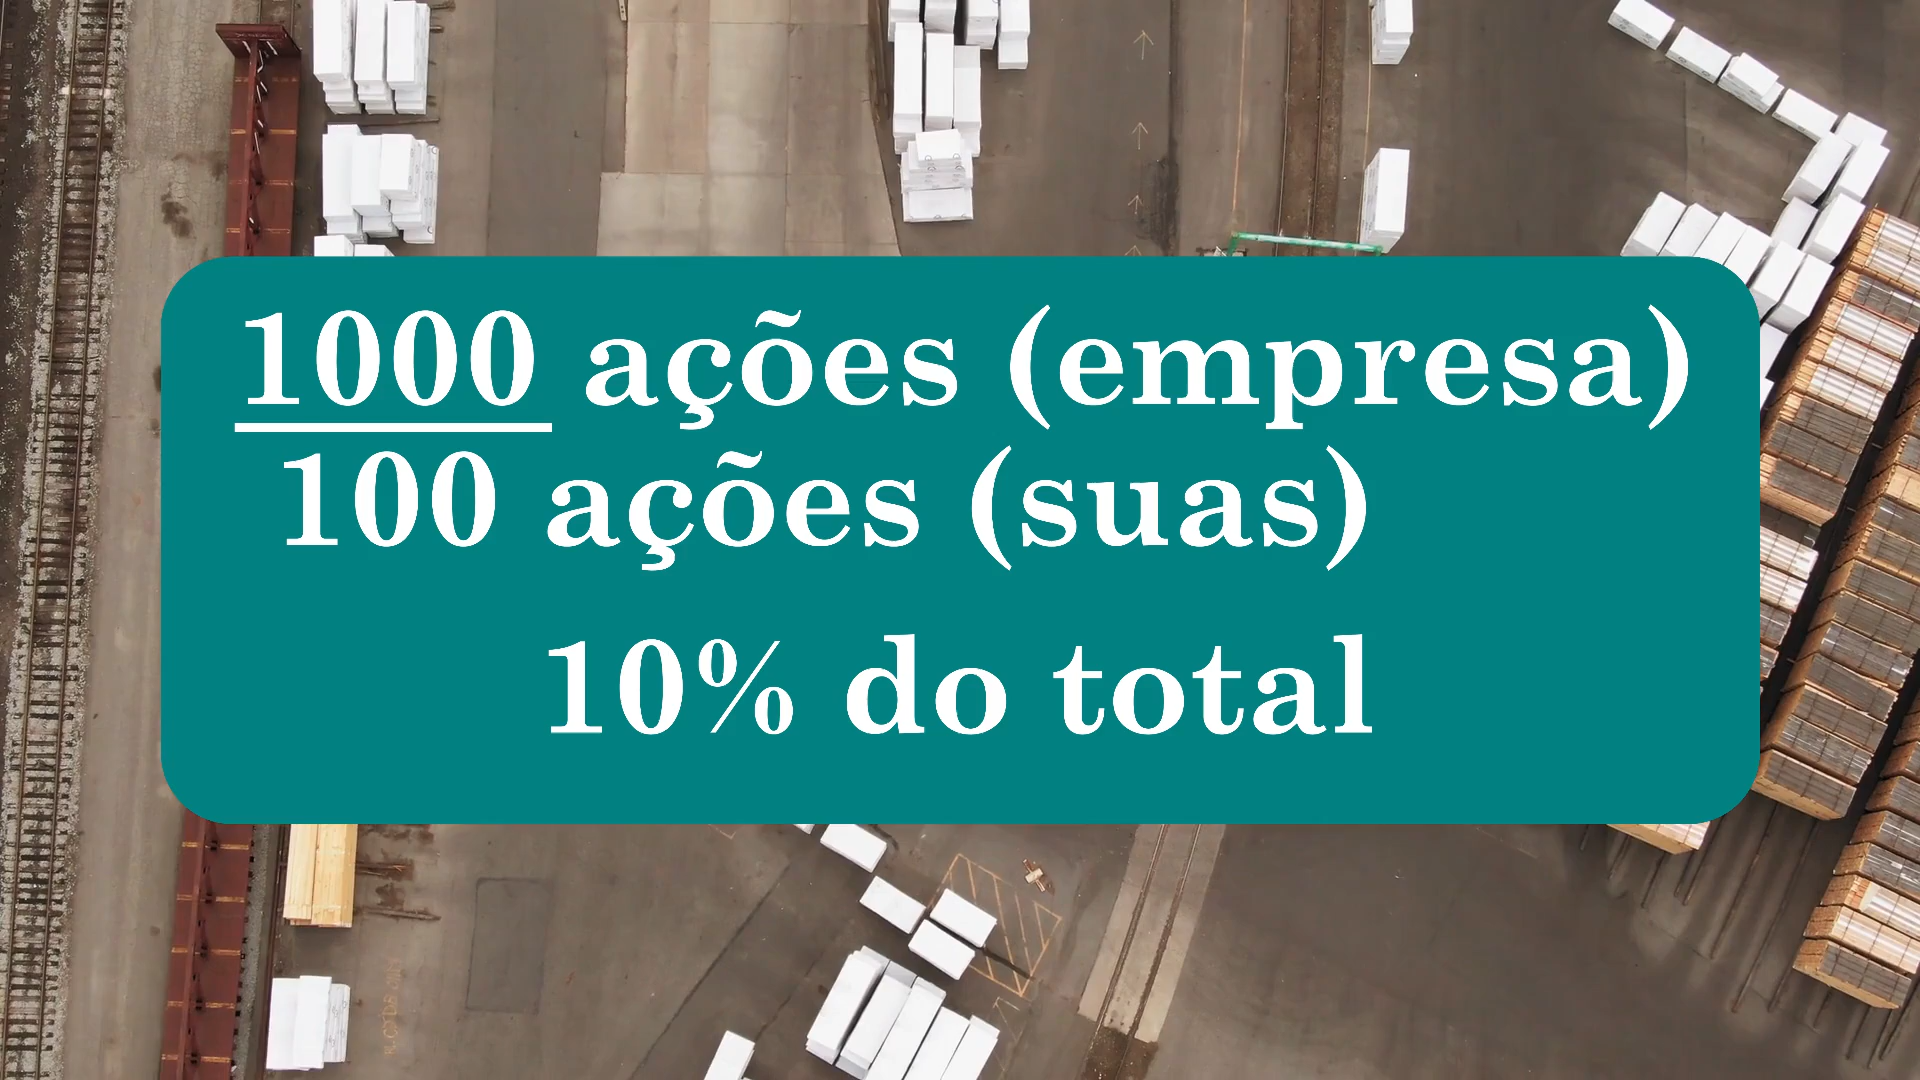 1000 ações (empresa)
100 ações (suas)
10% do total